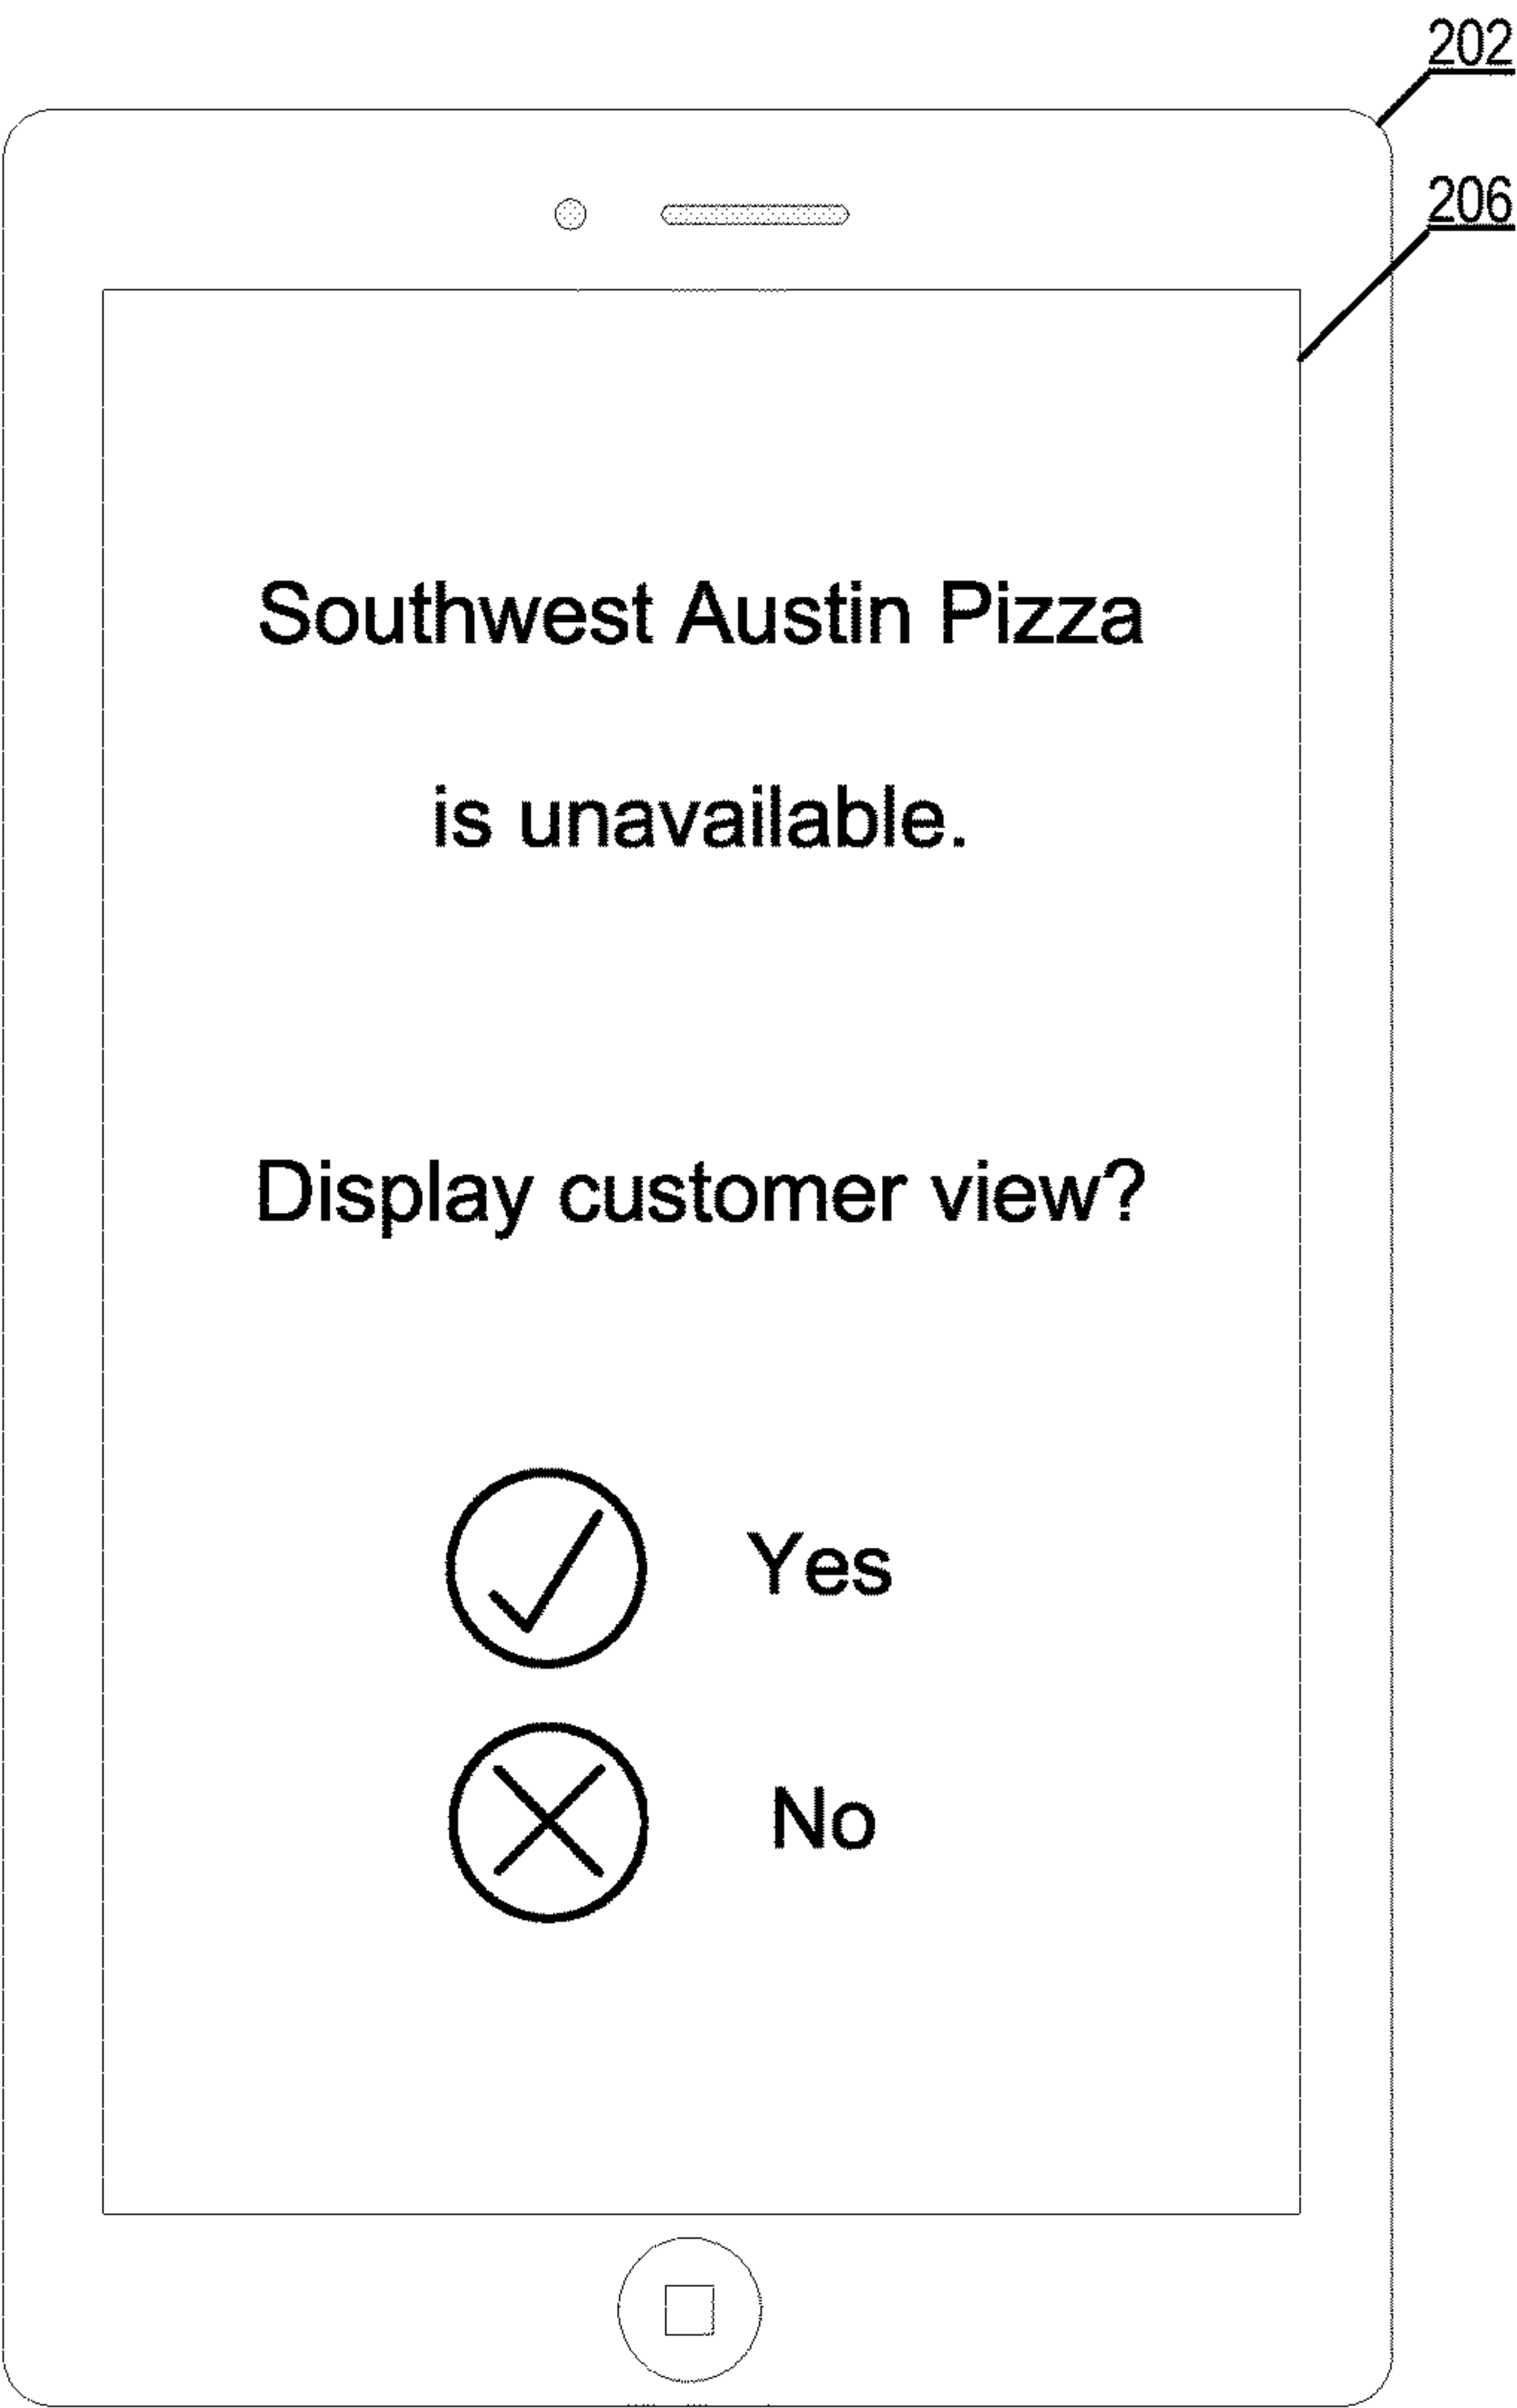 202
206
Southwest Austin Pizza
is unavailable.
Display customer view?
Yes
No